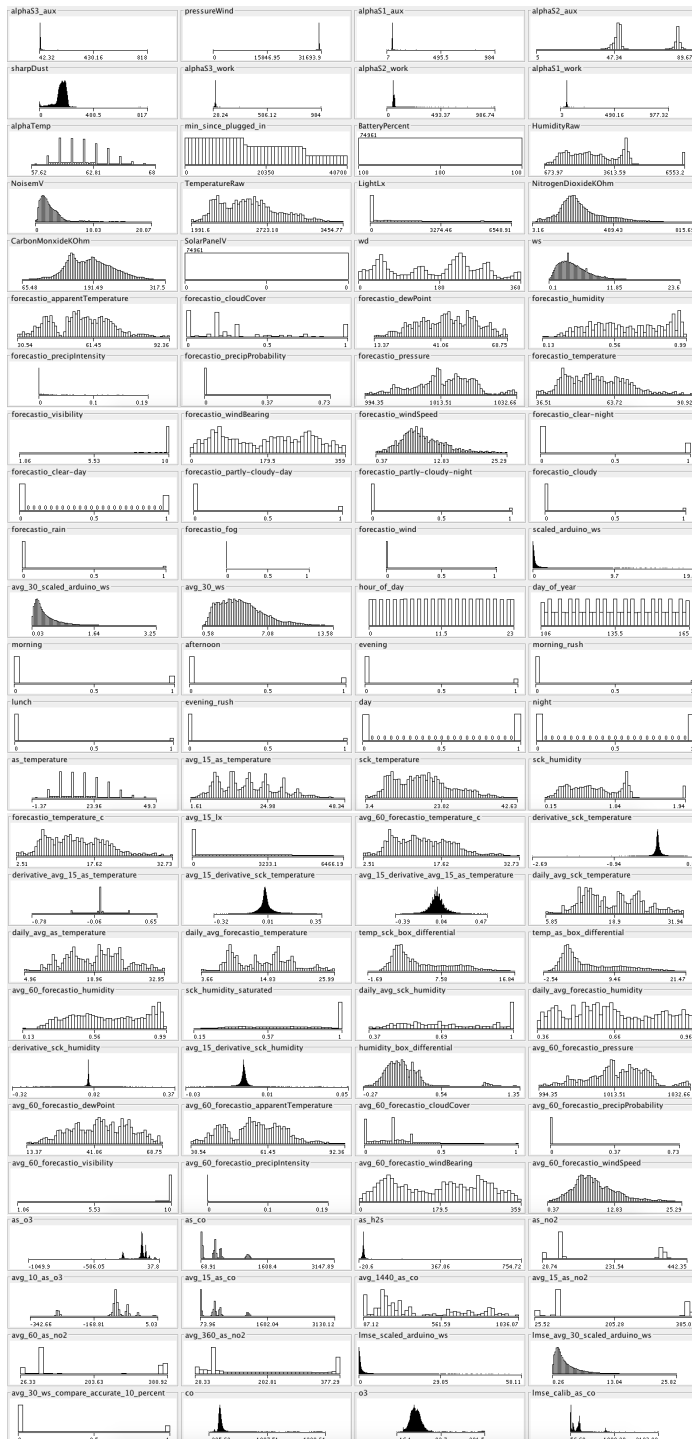 alphaS3_aux pressureWind alphaS1_aux alphaS2_aux
42.32 430.16 818 0 15846.95 31693.9 7 495.5 984 5 47.34 89.67
sharpDust alphaS3_work alphaS2_work alphaS1_work
0 408.5 817 28.24 506.12 984 0 493.37 986.74 3 490.16 977.32
alphaTemp min_since_plugged_in BatteryPercent HumidityRaw
74961
57.62 62.81 68 0 20350 40700 100 100 100 673.97 3613.59 6553.2
NoisemV TemperatureRaw LightLx NitrogenDioxideKOhm
0 10.03 20.07 1991.6 2723.18 3454.77 0 3274.46 6548.91 3.16 409.43 815.69
CarbonMonxideKOhm SolarPanelV wd ws
74961
65.48 191.49 317.5 0 0 0 0 180 360 0.1 11.85 23.6
forecastio_apparentTemperature forecastio_cloudCover forecastio_dewPoint forecastio_humidity
30.54 61.45 92.36 0 0.5 1 13.37 41.06 68.75 0.13 0.56 0.99
forecastio_precipIntensity forecastio_precipProbability forecastio_pressure forecastio_temperature
0 0.1 0.19 0 0.37 0.73 994.35 1013.51 1032.66 36.51 63.72 90.92
forecastio_visibility forecastio_windBearing forecastio_windSpeed forecastio_clear-night
1.06 5.53 10 0 179.5 359 0.37 12.83 25.29 0 0.5 1
forecastio_clear-day forecastio_partly-cloudy-day forecastio_partly-cloudy-night forecastio_cloudy
0 0.5 1 0 0.5 1 0 0.5 1 0 0.5 1
forecastio_rain forecastio_fog forecastio_wind scaled_arduino_ws
0 0.5 1 0 0.5 1 0 0.5 1 0 9.7 19.
avg_30_scaled_arduino_ws avg_30_ws hour_of_day day_of_year
0.03 1.64 3.25 0.58 7.08 13.58 0 11.5 23 106 135.5 165
morning afternoon evening morning_rush
0 0.5 1 0 0.5 1 0 0.5 1 0 0.5 1
lunch evening_rush day night
0 0.5 1 0 0.5 1 0 0.5 1 0 0.5 1
as_temperature avg_15_as_temperature sck_temperature sck_humidity
-1.37 23.96 49.3 1.61 24.98 48.34 3.4 23.02 42.63 0.15 1.04 1.94
forecastio_temperature_c avg_15_lx avg_60_forecastio_temperature_c derivative_sck_temperature
2.51 17.62 32.73 0 3233.1 6466.19 2.51 17.62 32.73 -2.69 -0.94
derivative_avg_15_as_temperature avg_15_derivative_sck_temperature avg_15_derivative_avg_15_as_temperature daily_avg_sck_temperature
-0.78 -0.06 0.65 -0.32 0.01 0.35 -0.39 0.04 0.47 5.85 18.9 31.94
daily_avg_as_temperature daily_avg_forecastio_temperature temp_sck_box_differential temp_as_box_differential
4.96 18.96 32.95 3.66 14.83 25.99 -1.69 7.58 16.84 -2.54 9.46 21.47
avg_60_forecastio_humidity sck_humidity_saturated daily_avg_sck_humidity daily_avg_forecastio_humidity
0.13 0.56 0.99 0.15 0.57 1 0.37 0.69 1 0.36 0.66 0.96
derivative_sck_humidity avg_15_derivative_sck_humidity humidity_box_differential avg_60_forecastio_pressure
-0.32 0.02 0.37 -0.03 0.01 0.05 -0.27 0.54 1.35 994.35 1013.51 1032.66
avg_60_forecastio_dewPoint avg_60_forecastio_apparentTemperature avg_60_forecastio_cloudCover avg_60_forecastio_precipProbability
13.37 41.06 68.75 30.54 61.45 92.36 0 0.5 1 0 0.37 0.73
avg_60_forecastio_visibility avg_60_forecastio_precipIntensity avg_60_forecastio_windBearing avg_60_forecastio_windSpeed
1.06 5.53 10 0 0.1 0.19 0 179.5 359 0.37 12.83 25.29
as_o3 as_co as_h2s as_no2
-1049.9 -506.05 37.8 68.91 1608.4 3147.89 -20.6 367.06 754.72 20.74 231.54 442.35
avg_10_as_o3 avg_15_as_co avg_1440_as_co avg_15_as_no2
-342.66 -168.81 5.03 73.96 1602.04 3130.12 87.12 561.59 1036.07 25.52 205.28 385.0
avg_60_as_no2 avg_360_as_no2 lmse_scaled_arduino_ws lmse_avg_30_scaled_arduino_ws
26.33 203.63 380.92 28.33 202.81 377.29 0 29.05 58.11 0.26 13.04 25.82
avg_30_ws_compare_accurate_10_percent co o3 lmse_calib_as_co
0 0.5 1